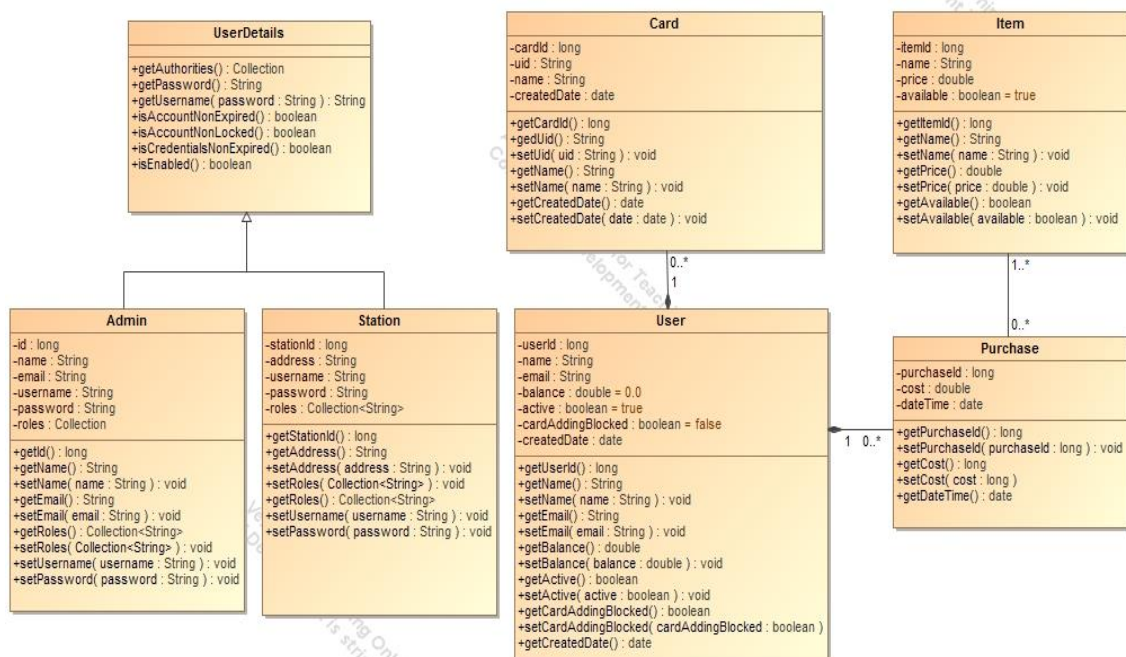 UserDetails
+getAuthorities() : Collection
+getPassword() : String
+getUsername( password : String ) : String
+isAccountNonExpired() : boolean
+isAccountNonLocked() : boolean
+isCredentialsNonExpired() : boolean
+isEnabled() : boolean
Card
-cardId : long
-uid : String
-name : String
-createdDate : date
+getCardId() : long
+gedUid() : String
+setUid( uid : String ) : void
+getName() : String
+setName( name : String ) : void
+getCreatedDate() : date
+setCreatedDate( date : date ) : void
Item
-itemId : long
-name : String
-price : double
-available : boolean = true
+getItemId() : long
+getName() : String
+setName( name : String ) : void
+getPrice() : double
+setPrice( price : double ) : void
+getAvailable() : boolean
+setAvailable( available : boolean ) : void
0..*
1
1..*
0..*
Admin
-id : long
-name : String
-email : String
-username : String
-password : String
-roles : Collection
+getId() : long
+getName() : String
+setName( name : String ) : void
+getEmail() : String
+setEmail( email : String ) : void
+getRoles() : Collection<String>
+setRoles( Collection<String> ) : void
+setUsername( username : String ) : void
+setPassword( password : String ) : void
Station
-stationId : long
-address : String
-username : String
-password : String
-roles : Collection<String>
+getStationId() : long
+getAddress() : String
+setAddress( address : String ) : void
+setRoles( Collection<String> ) : void
+getRoles() : Collection<String>
+setUsername( username : String ) : void
+setPassword( password : String ) : void
User
-userId : long
-name : String
-email : String
-balance : double = 0.0
-active : boolean = true
-cardAddingBlocked : boolean = false
-createdDate : date
+getUserId() : long
+getName() : String
+setName( name : String ) : void
+getEmail() : String
+setEmail( email : String ) : void
+getBalance() : double
+setBalance( balance : double ) : void
+getActive() : boolean
+setActive( active : boolean ) : void
+getCardAddingBlocked() : boolean
+setCardAddingBlocked( cardAddingBlocked : boolean )
+getCreatedDate() : date
1 0..*
Purchase
-purchaseId : long
-cost : double
-dateTime : date
+getPurchaseId() : long
+setPurchaseId( purchaseId : long ) : void
+getCost() : long
+setCost( cost : long )
+getDateTime() : date